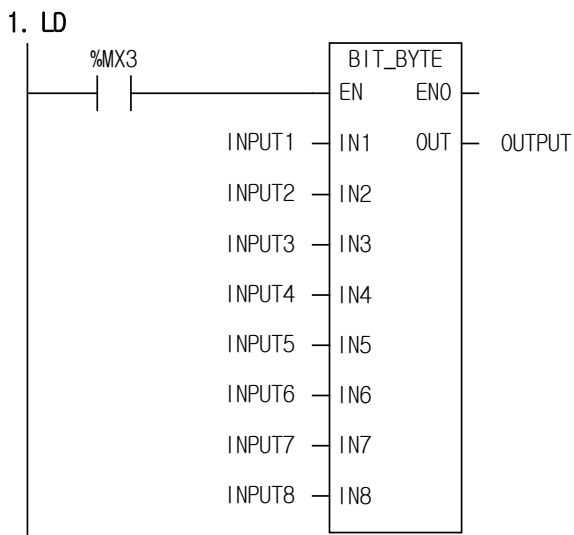 1. LD
%MX3 BIT_BYTE
EN ENO
INPUT1 IN1 OUT OUTPUT
INPUT2 IN2
INPUT3 IN3
INPUT4 IN4
INPUT5 IN5
INPUT6 IN6
INPUT7 IN7
INPUT8 IN8